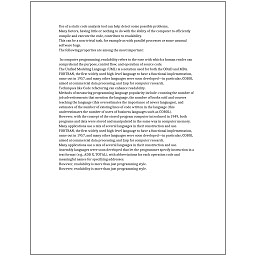 Use of a static code analysis tool can help detect some possible problems.
Many factors, having little or nothing to do with the ability of the computer to efficiently
compile and execute the code, contribute to readability.
This can be a non-trivial task, for example as with parallel processes or some unusual
software bugs.
The following properties are among the most important:

In computer programming, readability refers to the ease with which a human reader can
comprehend the purpose, control flow, and operation of source code.
The Unified Modeling Language (UML) is a notation used for both the OOAD and MDA.
FORTRAN, the first widely used high-level language to have a functional implementation,
came out in 1957, and many other languages were soon developed—in particular, COBOL
aimed at commercial data processing, and Lisp for computer research.
Techniques like Code refactoring can enhance readability.
Methods of measuring programming language popularity include: counting the number of
job advertisements that mention the language, the number of books sold and courses
teaching the language (this overestimates the importance of newer languages), and
estimates of the number of existing lines of code written in the language (this
underestimates the number of users of business languages such as COBOL).
However, with the concept of the stored-program computer introduced in 1949, both
programs and data were stored and manipulated in the same way in computer memory.
Many applications use a mix of several languages in their construction and use.
FORTRAN, the first widely used high-level language to have a functional implementation,
came out in 1957, and many other languages were soon developed—in particular, COBOL
aimed at commercial data processing, and Lisp for computer research.
Many applications use a mix of several languages in their construction and use.
Assembly languages were soon developed that let the programmer specify instruction in a
text format (e.g., ADD X, TOTAL), with abbreviations for each operation code and
meaningful names for specifying addresses.
However, readability is more than just programming style.
However, readability is more than just programming style.